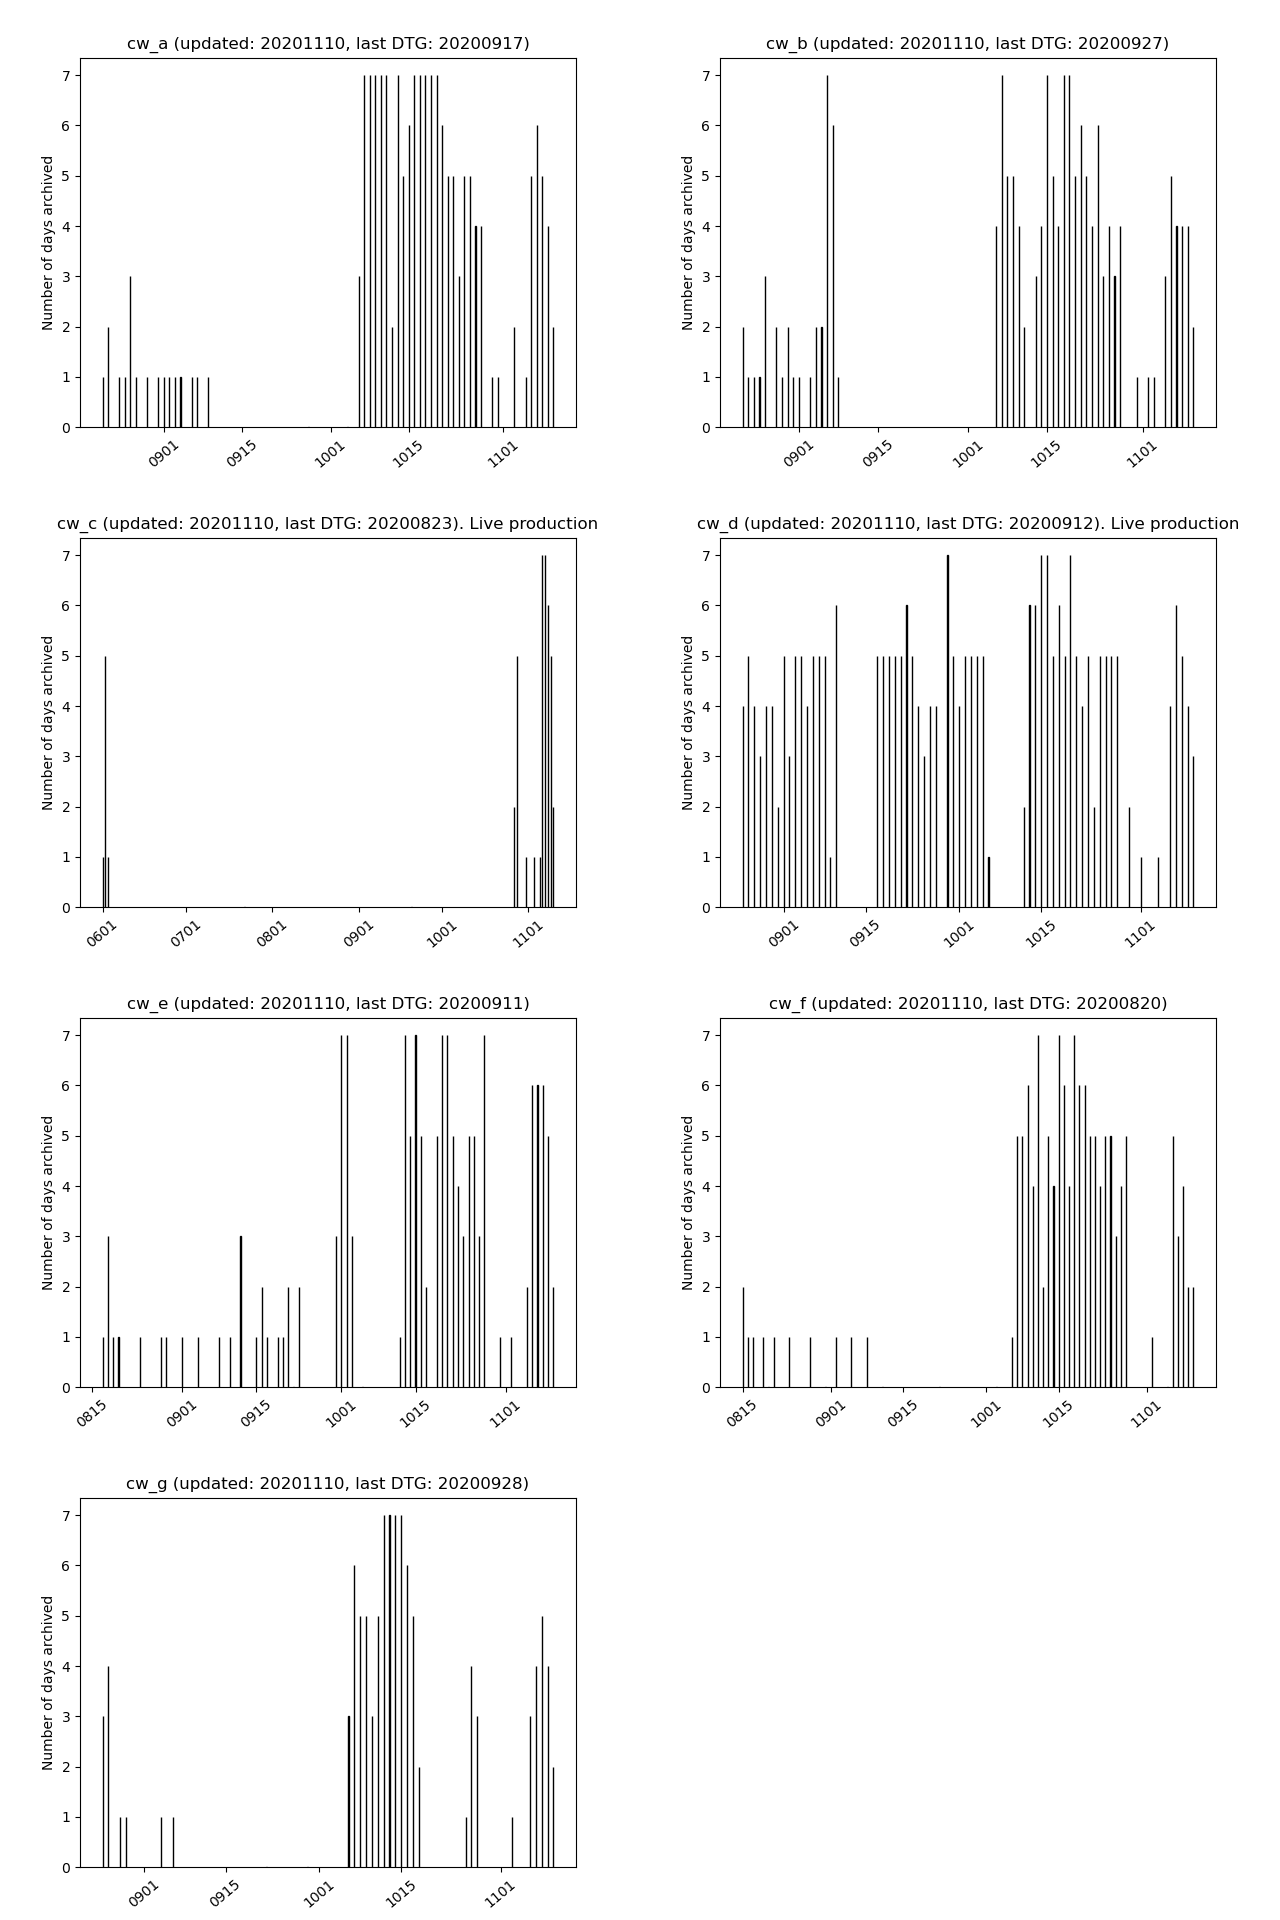 cw_a (updated: 20201110, last DTG: 20200917)
Number of days archived
7
6
5
4
3
2
1
0
0901 0915 1001 1015 1101
cw_b (updated: 20201110, last DTG: 20200927)
Number of days archived
7
6
5
4
3
2
1
0
0901 0915 1001 1015 1101
cw_c (updated: 20201110, last DTG: 20200823). Live production
Number of days archived
7
6
5
4
3
2
1
0
0601 0701 0801 0901 1001 1101
cw_d (updated: 20201110, last DTG: 20200912). Live production
Number of days archived
7
6
5
4
3
2
1
0
0901 0915 1001 1015 1101
cw_e (updated: 20201110, last DTG: 20200911)
Number of days archived
7
6
5
4
3
2
1
0
0815 0901 0915 1001 1015 1101
cw_f (updated: 20201110, last DTG: 20200820)
Number of days archived
7
6
5
4
3
2
1
0
0815 0901 0915 1001 1015 1101
cw_g (updated: 20201110, last DTG: 20200928)
Number of days archived
7
6
5
4
3
2
1
0
0901 0915 1001 1015 1101